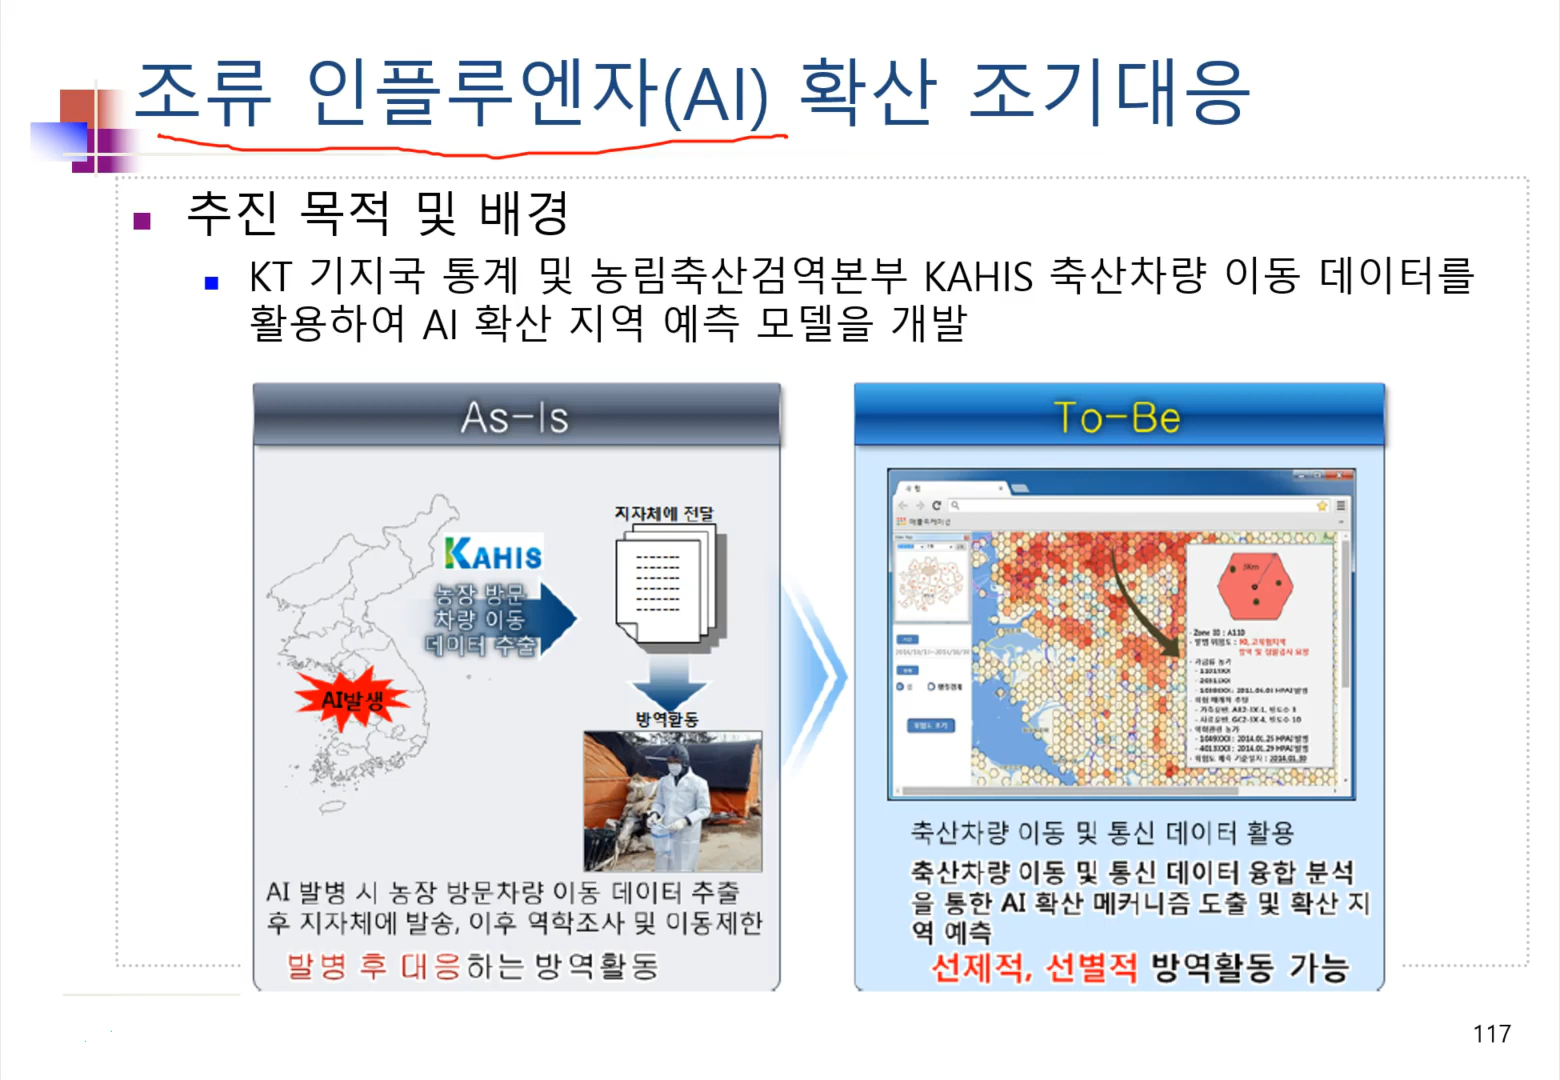 조류 인플루엔자(AI) 확산 조기대응
추진 목적 및 배경
KT 기지국 통계 및 농림축산검역본부 KAHIS 축산차량 이동 데이터를
활용하여 AI 확산 지역 예측 모델을 개발
As-Is
지자체에 전달
KAHIS
농장 방문
차량 이동
데이터 추출
AI발생
방역활동
AI 발병 시 농장 방문차량 이동 데이터 추출
후 지자체에 발송, 이후 역학조사 및 이동제한
발병 후 대응하는 방역활동
To-Be
3Km
Zone ID : A110
축산차량 이동 및 통신 데이터 활용
축산차량 이동 및 통신 데이터 융합 분석
을 통한 AI 확산 메커니즘 도출 및 확산 지
역 예측
선제적, 선별적 방역활동 가능
117